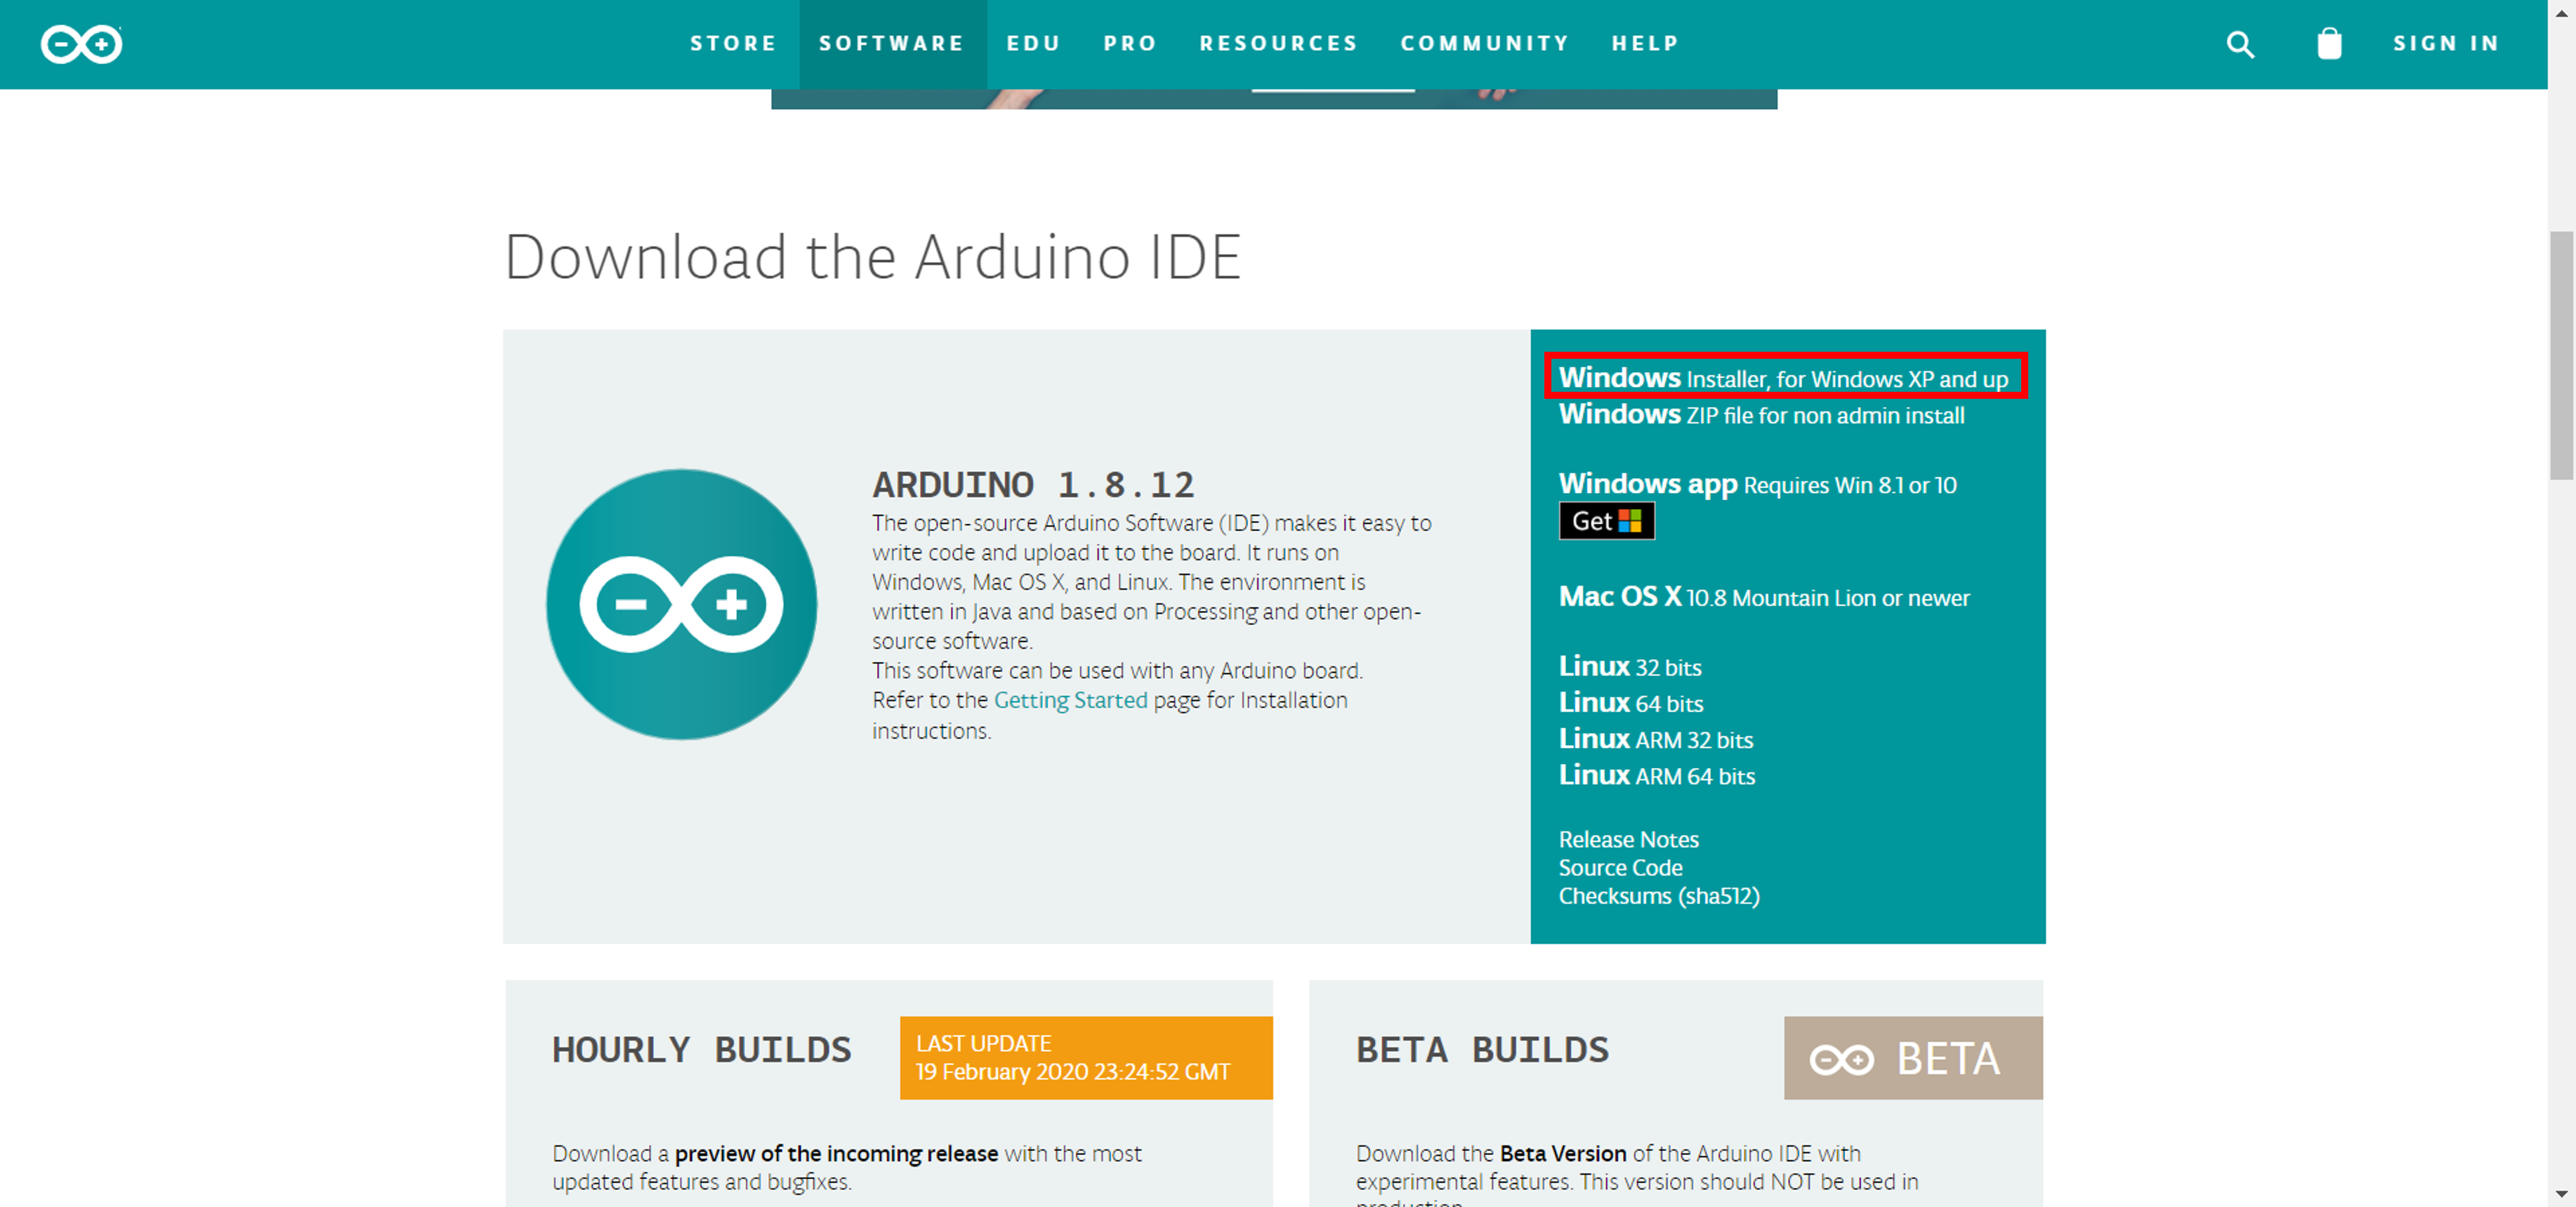 STORE SOFTWARE EDU PRO RESOURCES COMMUNITY HELP SIGN IN
Download the Arduino IDE
ARDUINO 1.8.12
The open-source Arduino Software (IDE) makes it easy to
write code and upload it to the board. It runs on
Windows, Mac OS X, and Linux. The environment is
written in Java and based on Processing and other open-
source software.
This software can be used with any Arduino board.
Refer to the Getting Started page for Installation
instructions.
Windows Installer, for Windows XP and up
Windows ZIP file for non admin install
Windows app Requires Win 8.1 or 10
Get
Mac OS X 10.8 Mountain Lion or newer
Linux 32 bits
Linux 64 bits
Linux ARM 32 bits
Linux ARM 64 bits
Release Notes
Source Code
Checksums (sha512)
HOURLY BUILDS
LAST UPDATE
19 February 2020 23:24:52 GMT
Download a preview of the incoming release with the most
updated features and bugfixes.
BETA BUILDS
BETA
Download the Beta Version of the Arduino IDE with
experimental features. This version should NOT be used in